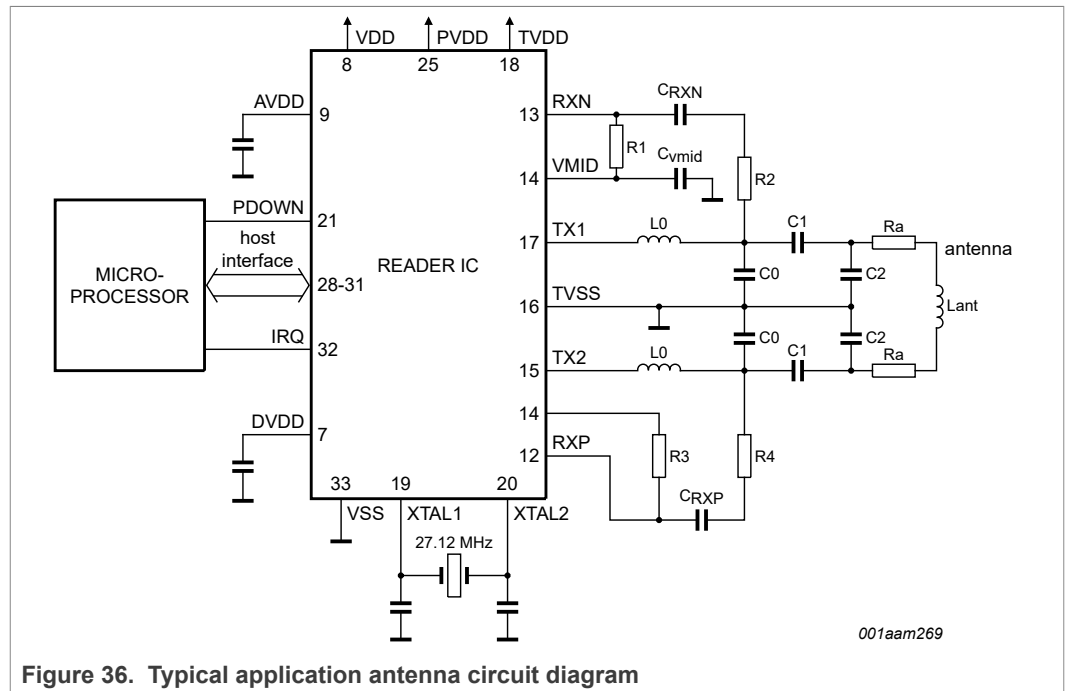 VDD PVDD TVDD
8 25 18
AVDD 9
13 RXN
CRXN
R1
14 VMID
Cvmid
R2
PDOWN 21
host
interface
28-31
MICRO-
PROCESSOR
IRQ 32
READER IC
17 TX1
L0
C1
Ra
antenna
C0
C2
16 TVSS
Lant
C0
C2
15 TX2
L0
C1
Ra
DVDD 7
14
12 RXP
R3
R4
CRXP
33 19 20
VSS XTAL1 XTAL2
27.12 MHz
001aam269
Figure 36. Typical application antenna circuit diagram